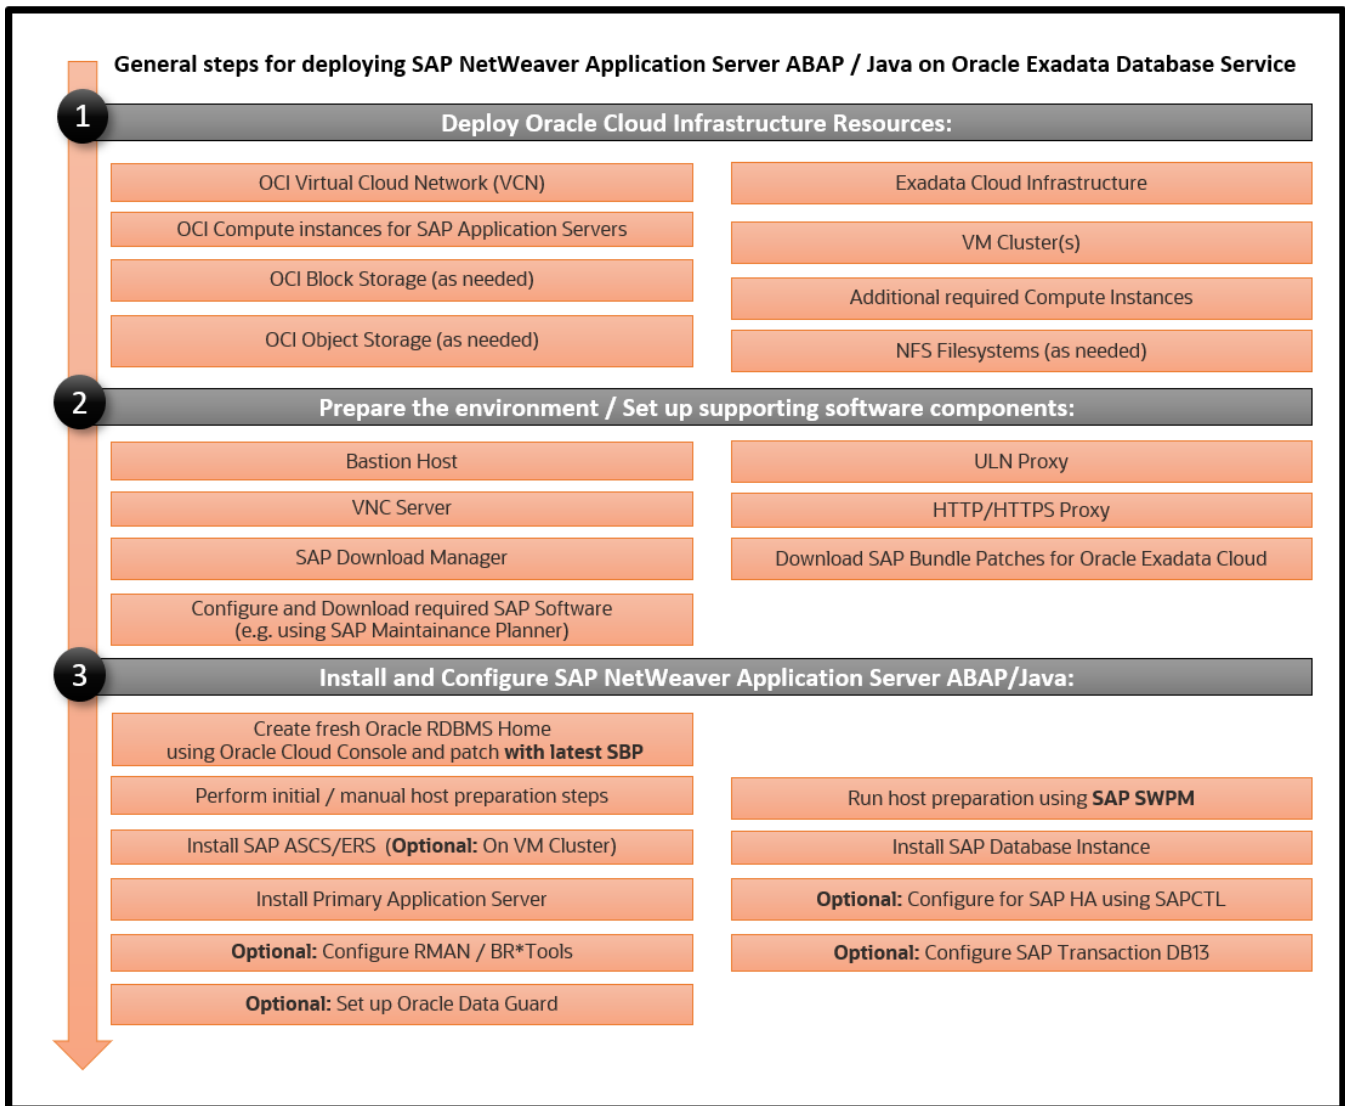 General steps for deploying SAP NetWeaver Application Server ABAP / Java on Oracle Exadata Database Service
1
Deploy Oracle Cloud Infrastructure Resources:
OCI Virtual Cloud Network (VCN)
OCI Compute instances for SAP Application Servers
OCI Block Storage (as needed)
OCI Object Storage (as needed)
Exadata Cloud Infrastructure
VM Cluster(s)
Additional required Compute Instances
NFS Filesystems (as needed)
2
Prepare the environment / Set up supporting software components:
Bastion Host
VNC Server
SAP Download Manager
Configure and Download required SAP Software
(e.g. using SAP Maintainance Planner)
ULN Proxy
HTTP/HTTPS Proxy
Download SAP Bundle Patches for Oracle Exadata Cloud
3
Install and Configure SAP NetWeaver Application Server ABAP/Java:
Create fresh Oracle RDBMS Home
using Oracle Cloud Console and patch with latest SBP
Perform initial / manual host preparation steps
Run host preparation using SAP SWPM
Install SAP ASCS/ERS (Optional: On VM Cluster)
Install SAP Database Instance
Install Primary Application Server
Optional: Configure for SAP HA using SAPCTL
Optional: Configure RMAN / BR*Tools
Optional: Configure SAP Transaction DB13
Optional: Set up Oracle Data Guard